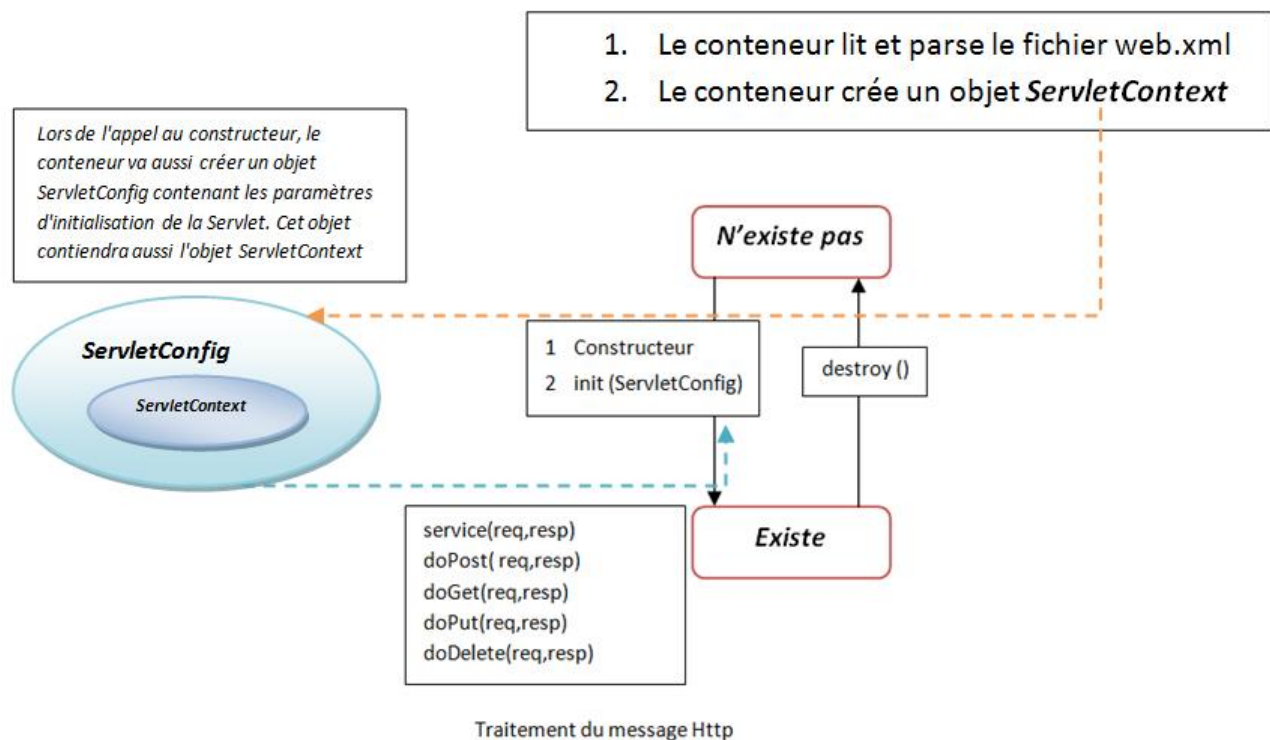 1. Le conteneur lit et parse le fichier web.xml
2. Le conteneur crée un objet ServletContext
Lors de l'appel au constructeur, le
conteneur va aussi créer un objet
ServletConfig contenant les paramètres
d'initialisation de la Servlet. Cet objet
contiendra aussi l'objet ServletContext
N'existe pas
ServletConfig
ServletContext
1 Constructeur
2 init (ServletConfig)
destroy ()
service(req,resp)
doPost( req,resp)
doGet(req,resp)
doPut(req,resp)
doDelete(req,resp)
Existe
Traitement du message Http